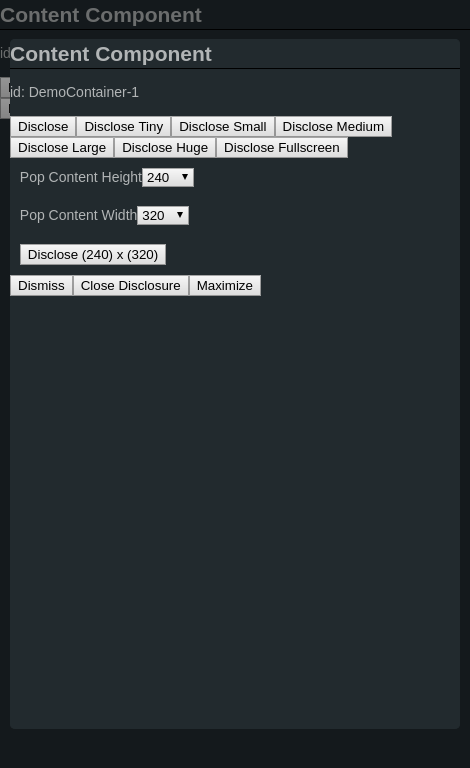 Content Component
id
Content Component
id: DemoContainer-1
Disclose Disclose Tiny Disclose Small Disclose Medium
Disclose Large Disclose Huge Disclose Fullscreen
Pop Content Height 240
Pop Content Width 320
Disclose (240) x (320)
Dismiss Close Disclosure Maximize